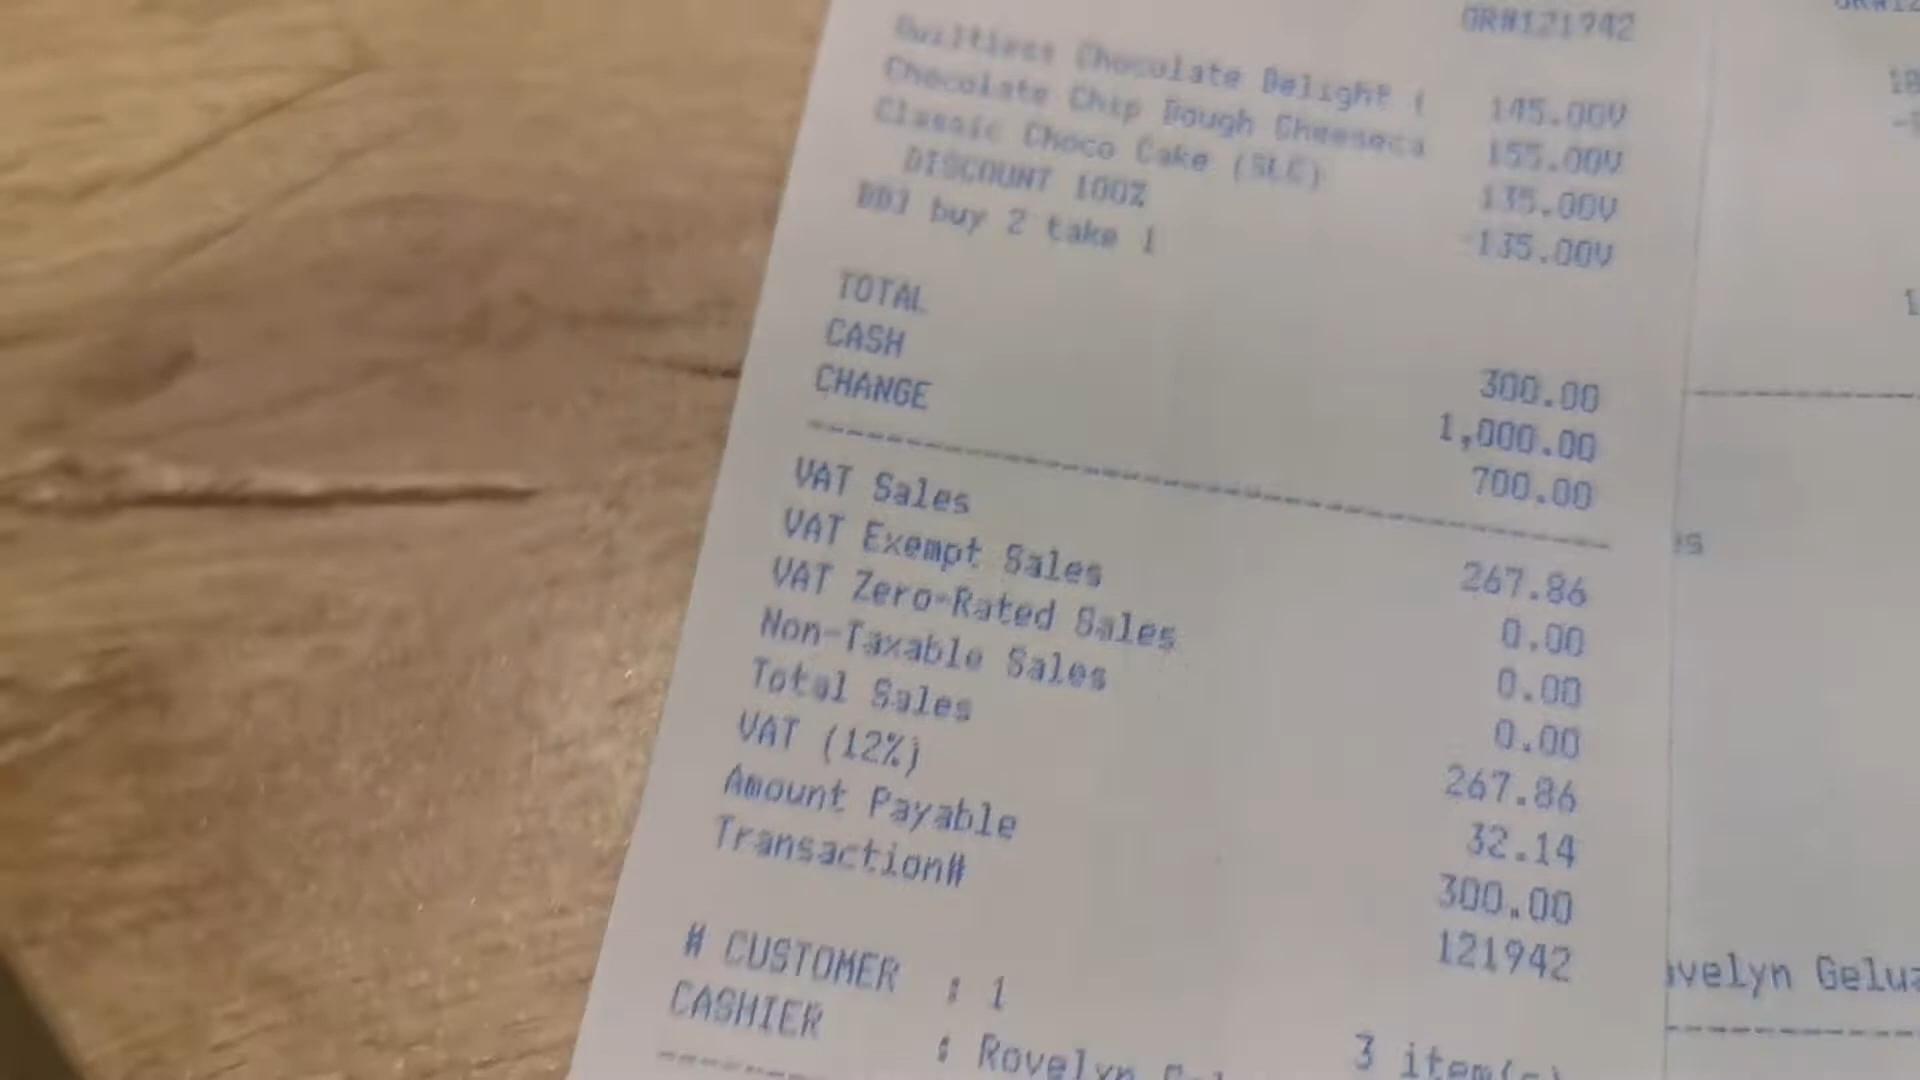 OR#121942
Guiltless Chocolate Delight ( 145.00V
Chocolate Chip Dough Cheeseca 155.00V
Classic Choco Cake (SLC) 135.00V
DISCOUNT 100% -135.00V
buy 2 take 1
TOTAL 300.00
CASH 1,000.00
CHANGE 700.00
VAT Sales 267.86
VAT Exempt Sales 0.00
VAT Zero-Rated Sales 0.00
Non-Taxable Sales 0.00
Total Sales 267.86
VAT (12%) 32.14
Amount Payable 300.00
Transaction# 121942
# CUSTOMER : 1
3 item(s)
CASHIER : Rovelyn
es
velyn Gelua